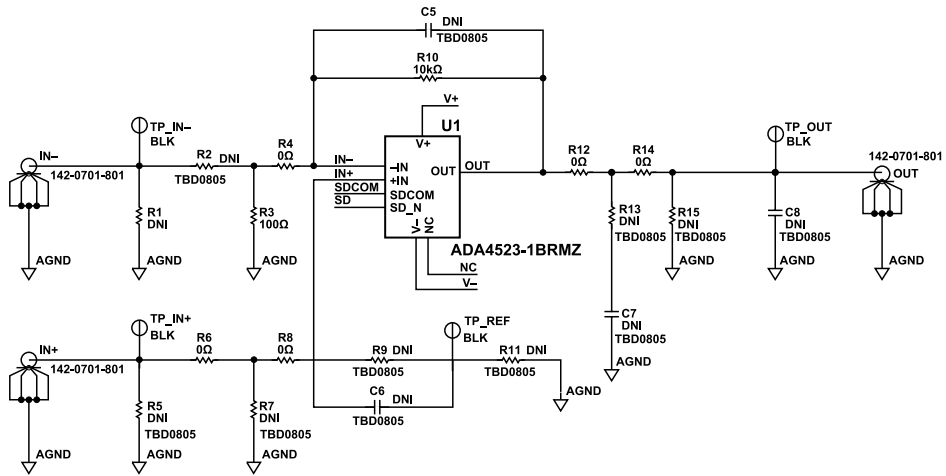 C5
DNI
TBD0805
R10
10kΩ
V+
U1
TP_IN–
BLK
IN–
142-0701-801
R2 DNI
TBD0805
R4
0Ω
IN–
IN+
SDCOM
SD
V+
–IN
+IN
SDCOM
SD_N
V–
NC
OUT
OUT
ADA4523-1BRMZ
NC
V–
R1
DNI
R3
100Ω
AGND
AGND
AGND
R12
0Ω
R14
0Ω
TP_OUT
BLK
142-0701-801
OUT
R13
DNI
TBD0805
R15
DNI
TBD0805
C8
DNI
TBD0805
AGND
AGND
AGND
C7
DNI
TBD0805
AGND
TP_IN+
BLK
IN+
142-0701-801
R6
0Ω
R8
0Ω
TP_REF
BLK
R9 DNI
TBD0805
R11 DNI
TBD0805
C6
DNI
TBD0805
AGND
R5
DNI
TBD0805
R7
DNI
TBD0805
AGND
AGND
AGND